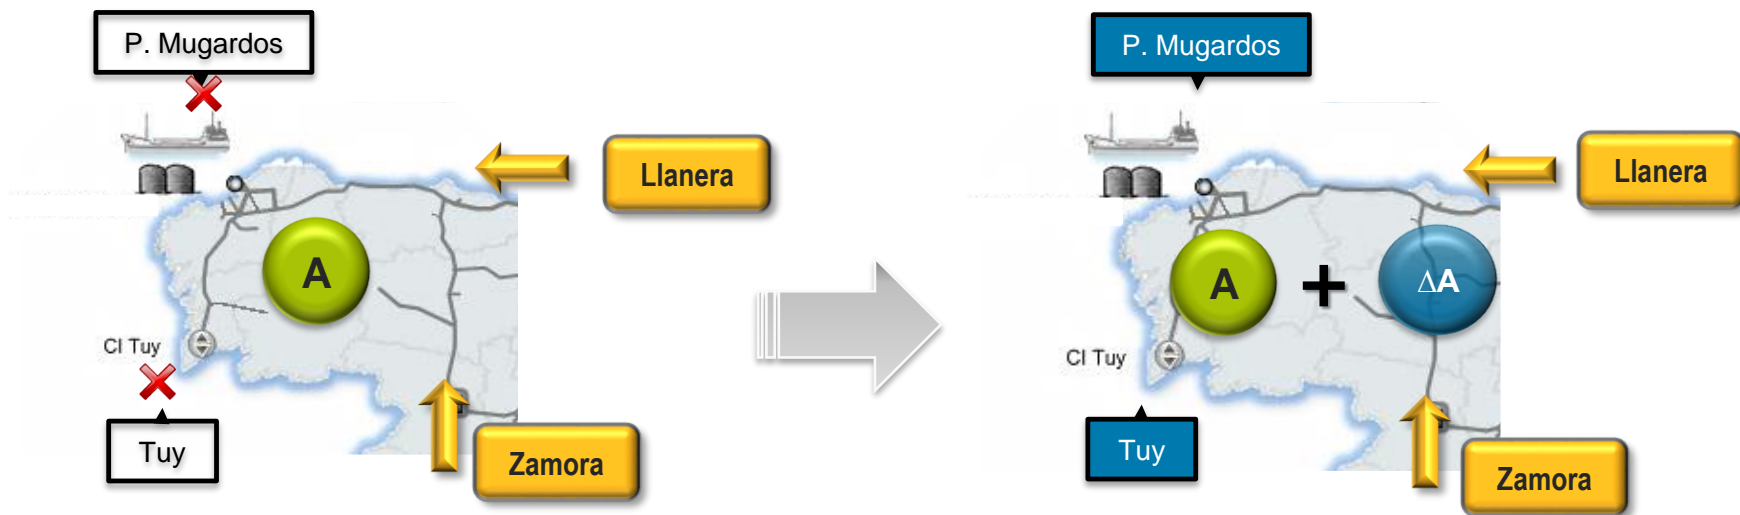 P. Mugardos
Llanera
A
CI Tuy
Tuy
Zamora
P. Mugardos
Llanera
A
+
ΔA
CI Tuy
Tuy
Zamora